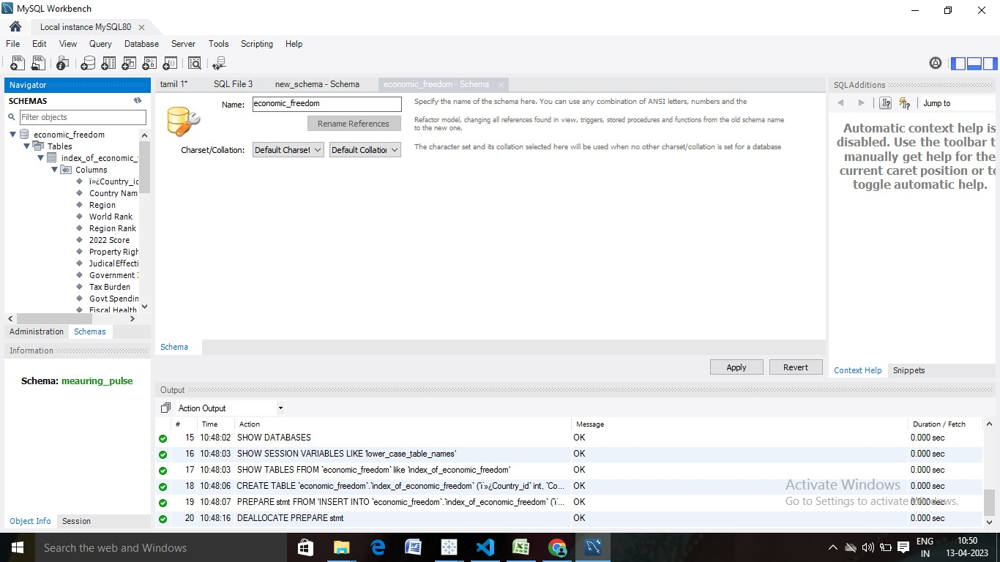 MySQL Workbench
Local instance MySQL80
File Edit View Query Database Server Tools Scripting Help
Navigator
SCHEMAS
Filter objects
economic_freedom
Tables
index_of_economic_
Columns
ï»¿Country_id
Country Nam
Region
World Rank
Region Rank
2022 Score
Property Righ
Judical Effecti
Government I
Tax Burden
Govt Spendin
Fiscal Health
Administration Schemas
Information
Schema: meauring_pulse
Object Info Session
tamil 1* SQL File 3 new_schema - Schema economic_freedom - Schema
Name: economic_freedom
Specify the name of the schema here. You can use any combination of ANSI letters, numbers and the
Rename References
Refactor model, changing all references found in view, triggers, stored procedures and functions from the old schema name
to the new one.
Charset/Collation: Default Charset Default Collation
The character set and its collation selected here will be used when no other charset/collation is set for a database
Schema
Apply Revert
SQLAdditions
Jump to
Automatic context help is
disabled. Use the toolbar t
manually get help for the
current caret position or to
toggle automatic help.
Context Help Snippets
Output
Action Output
# Time Action Message Duration / Fetch
15 10:48:02 SHOW DATABASES OK 0.000 sec
16 10:48:03 SHOW SESSION VARIABLES LIKE 'lower_case_table_names' OK 0.000 sec
17 10:48:03 SHOW TABLES FROM `economic_freedom` like 'index_of_economic_freedom' OK 0.000 sec
18 10:48:06 CREATE TABLE `economic_freedom`.`index_of_economic_freedom` (`ï»¿Country_id` int, `Co... OK 0.000 sec
19 10:48:07 PREPARE stmt FROM 'INSERT INTO `economic_freedom`.`index_of_economic_freedom` (`ï... OK 0.000 sec
20 10:48:16 DEALLOCATE PREPARE stmt OK 0.000 sec
Activate Windows
Go to Settings to activate Windows.
Search the web and Windows
ENG
IN
10:50
13-04-2023